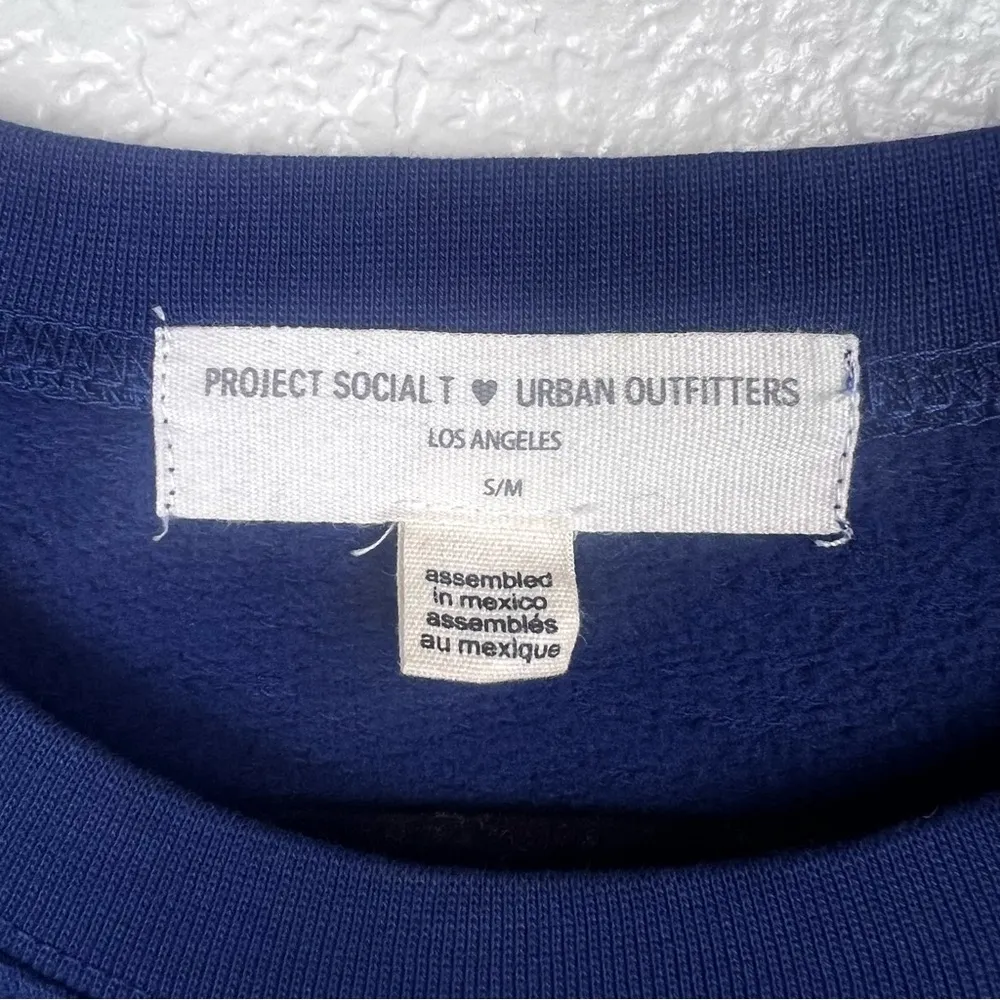 PROJECT SOCIAL T ♥ URBAN OUTFITTERS
LOS ANGELES
S/M
assembled
in mexico
assemblés
au mexique